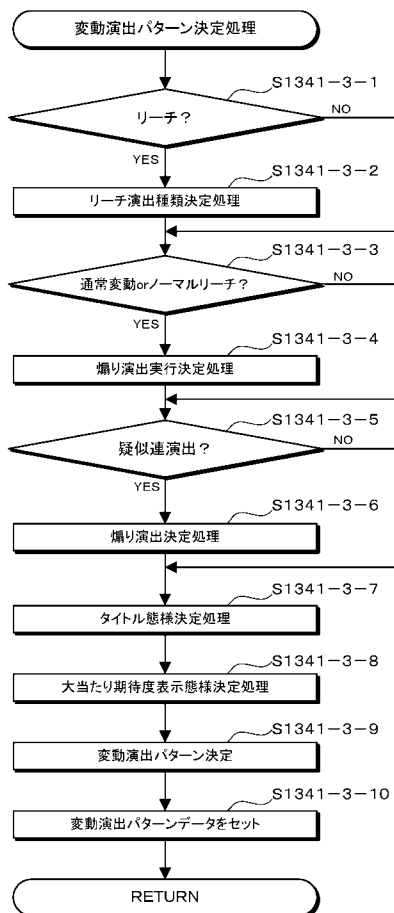 変動演出パターン決定処理
S1341-3-1
リーチ?
NO
YES
S1341-3-2
リーチ演出種類決定処理
S1341-3-3
通常変動orノーマルリーチ?
NO
YES
S1341-3-4
煽り演出実行決定処理
S1341-3-5
疑似連演出?
NO
YES
S1341-3-6
煽り演出決定処理
S1341-3-7
タイトル態様決定処理
S1341-3-8
大当たり期待度表示態様決定処理
S1341-3-9
変動演出パターン決定
S1341-3-10
変動演出パターンデータをセット
RETURN